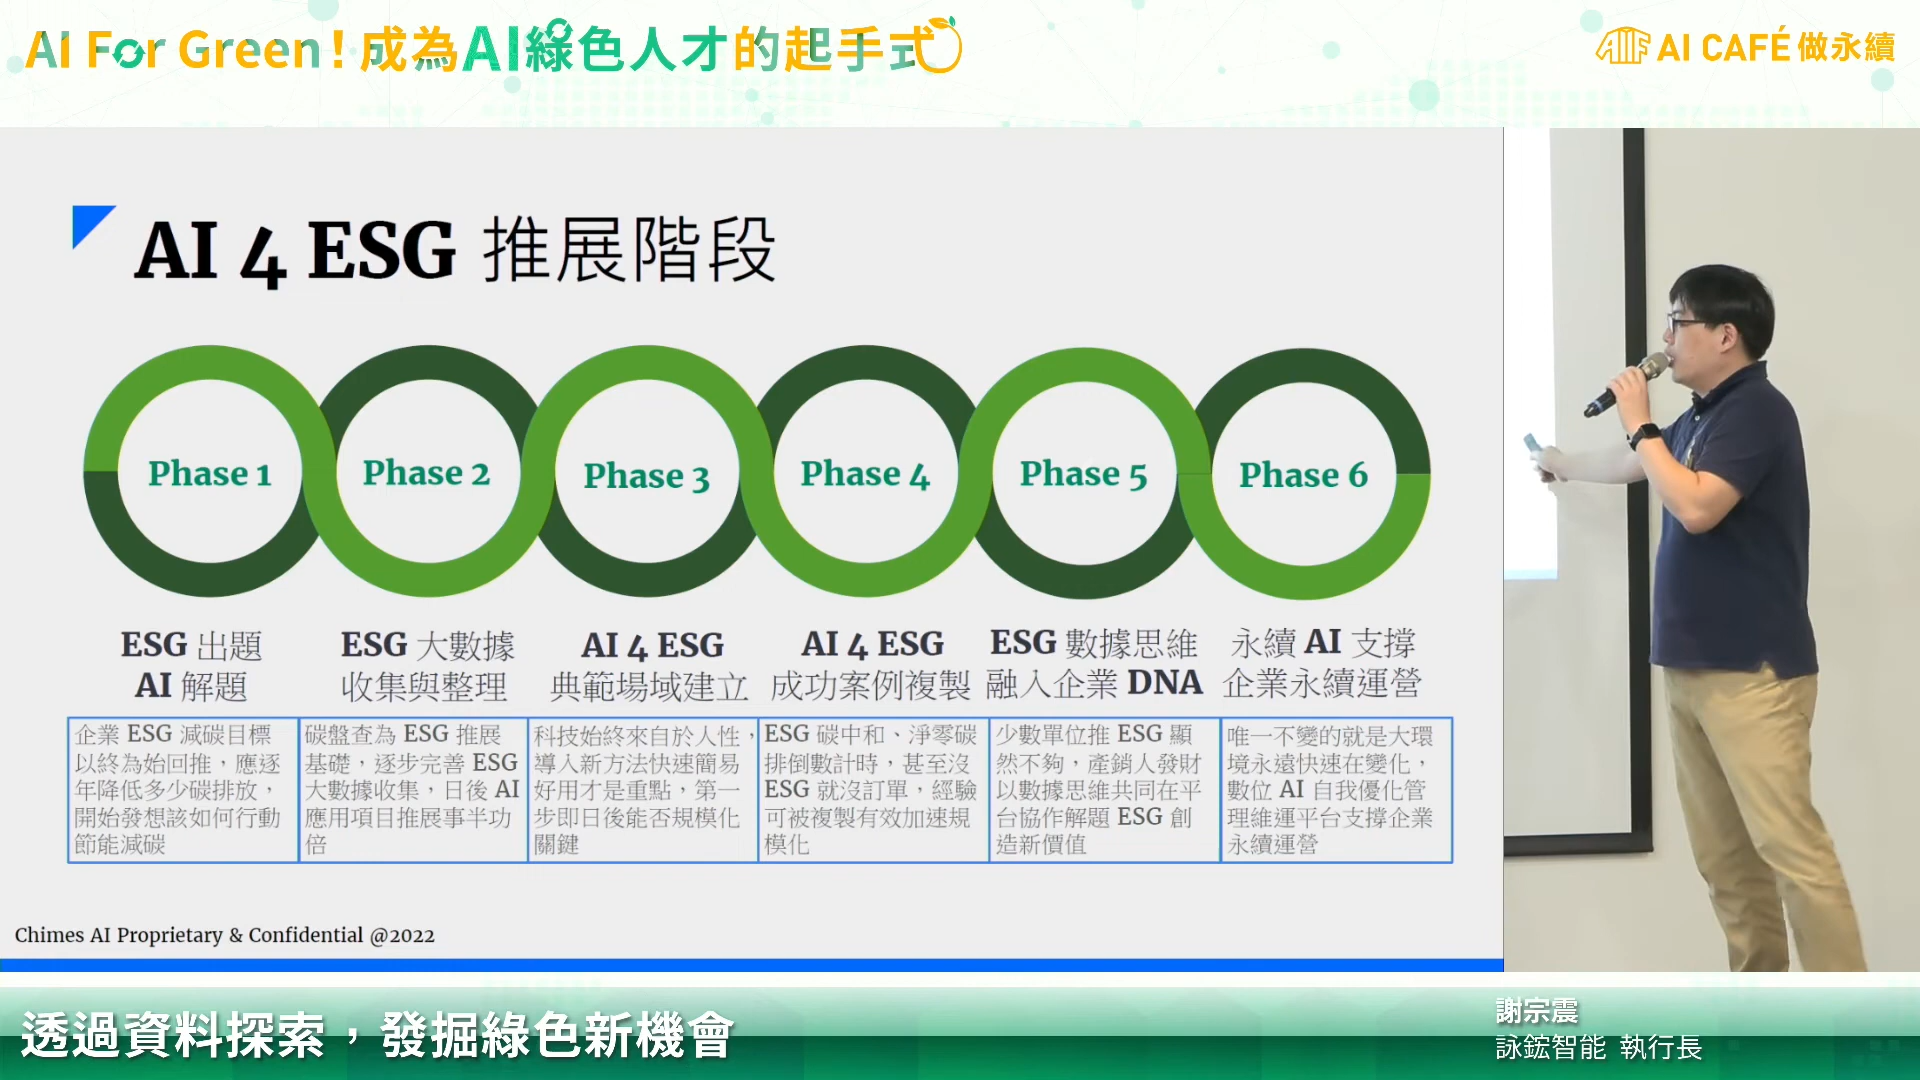 AI For Green！成為AI綠色人才的起手式
AIF AI CAFÉ 做永續
AI 4 ESG 推展階段
Phase 1
Phase 2
Phase 3
Phase 4
Phase 5
Phase 6
ESG 出題
AI 解題
ESG 大數據
收集與整理
AI 4 ESG
典範場域建立
AI 4 ESG
成功案例複製
ESG 數據思維
融入企業 DNA
永續 AI 支撐
企業永續運營
企業 ESG 減碳目標
以終為始回推，應逐
年降低多少碳排放，
開始發想該如何行動
節能減碳
碳盤查為 ESG 推展
基礎，逐步完善 ESG
大數據收集，日後 AI
應用項目推展事半功
倍
科技始終來自於人性，
導入新方法快速簡易
好用才是重點，第一
步即日後能否規模化
關鍵
ESG 碳中和、淨零碳
排倒數計時，甚至沒
ESG 就沒訂單，經驗
可被複製有效加速規
模化
少數單位推 ESG 顯
然不夠，產銷人發財
以數據思維共同在平
台協作解題 ESG 創
造新價值
唯一不變的就是大環
境永遠快速在變化，
數位 AI 自我優化管
理維運平台支撐企業
永續運營
Chimes AI Proprietary & Confidential @2022
透過資料探索，發掘綠色新機會
謝宗震
詠鋐智能 執行長